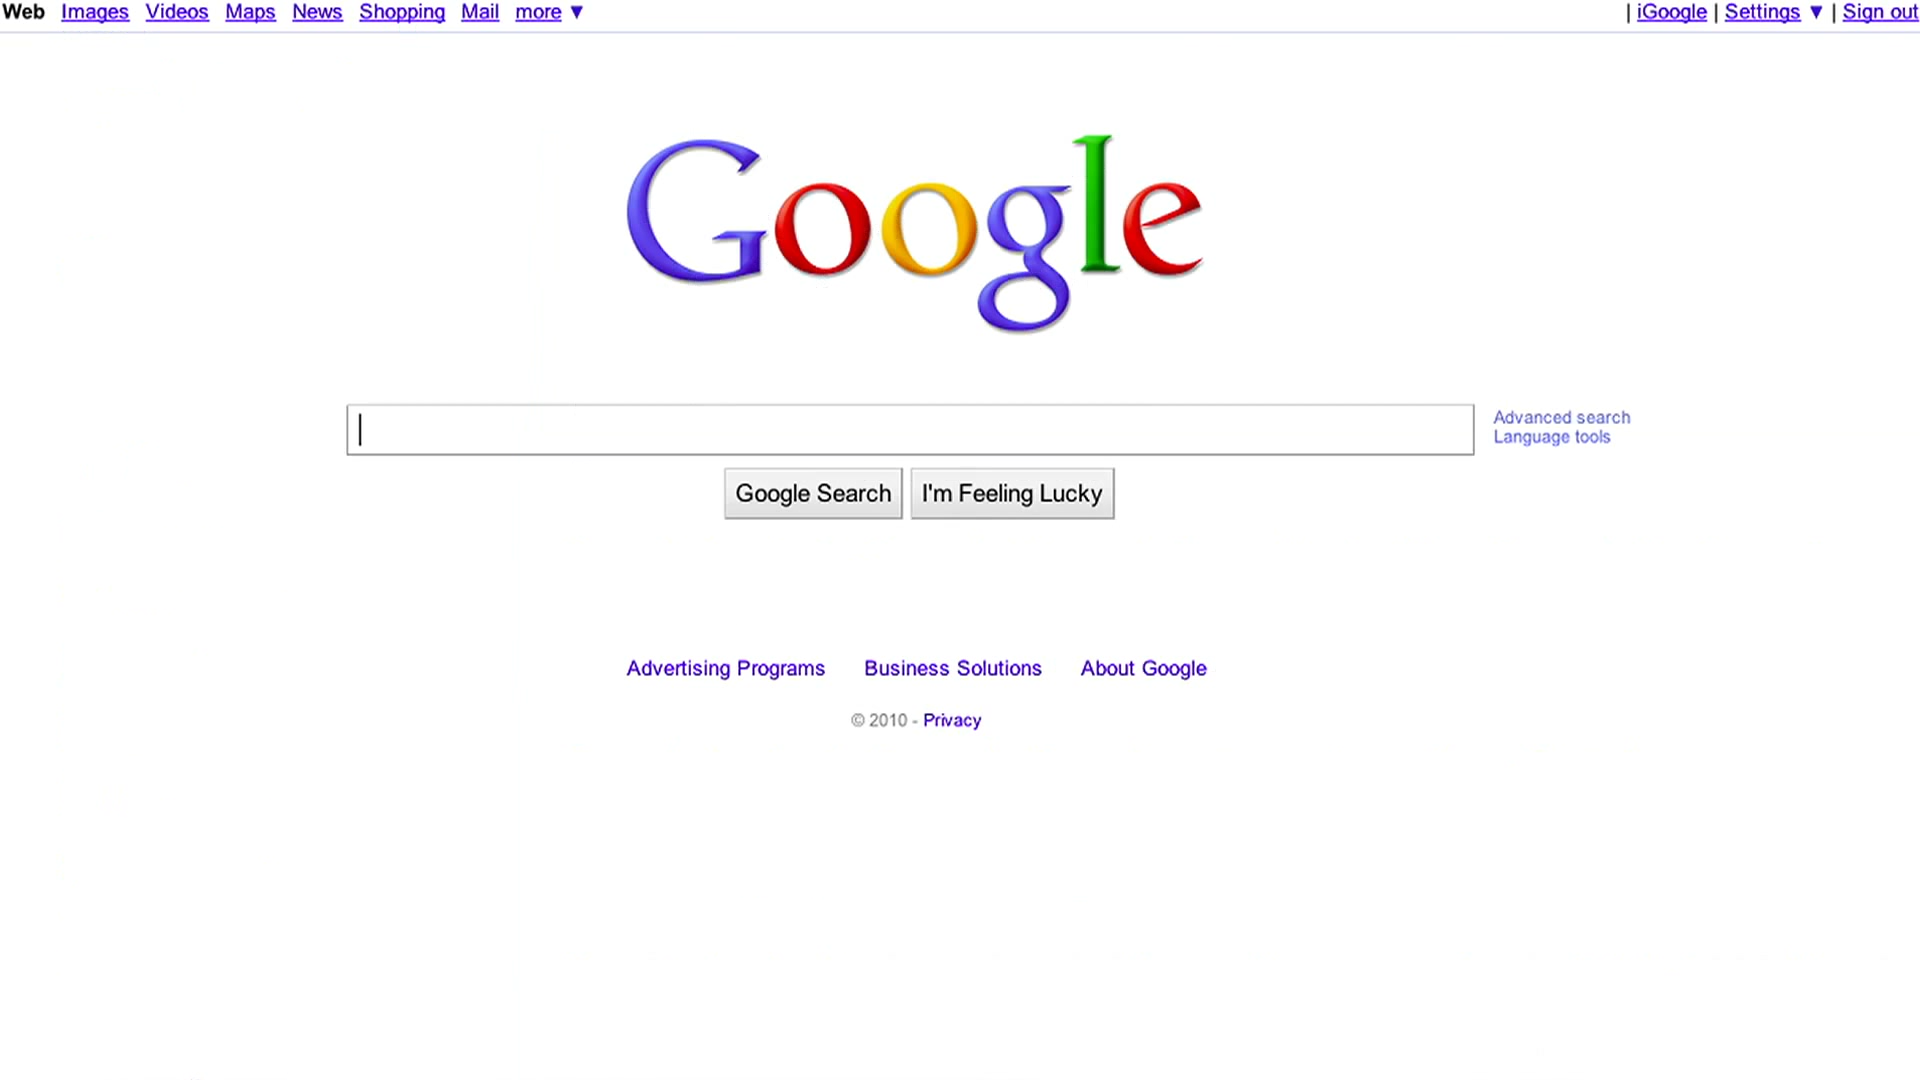 Web Images Videos Maps News Shopping Mail more ▼ | iGoogle | Settings ▼ | Sign out
Google
Advanced search
Language tools
Google Search I'm Feeling Lucky
Advertising Programs Business Solutions About Google
© 2010 - Privacy